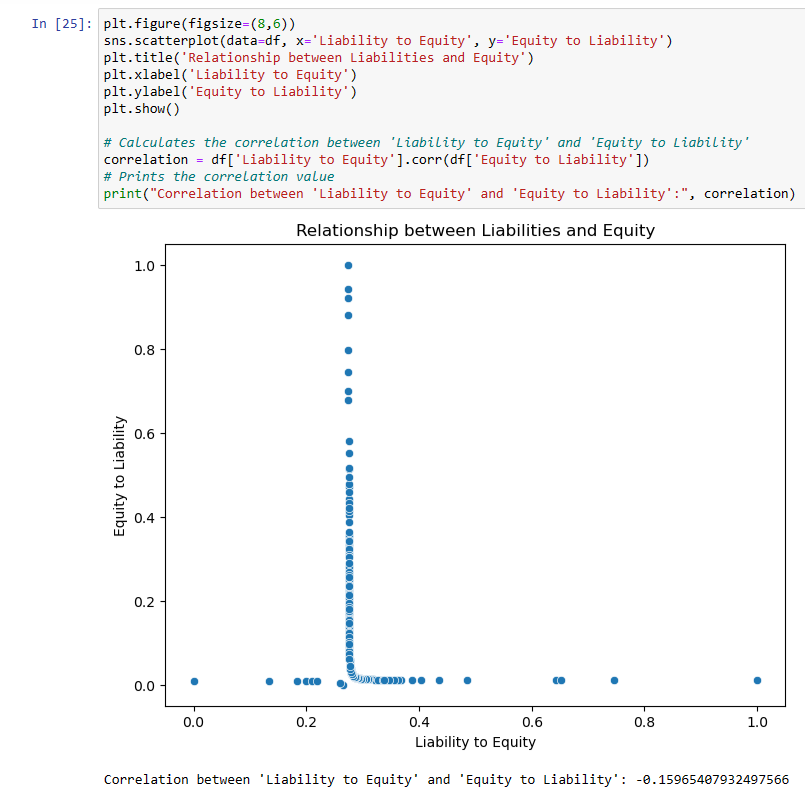 In [25]: plt.figure(figsize=(8,6))
sns.scatterplot(data=df, x='Liability to Equity', y='Equity to Liability')
plt.title('Relationship between Liabilities and Equity')
plt.xlabel('Liability to Equity')
plt.ylabel('Equity to Liability')
plt.show()
# Calculates the correlation between 'Liability to Equity' and 'Equity to Liability'
correlation = df['Liability to Equity'].corr(df['Equity to Liability'])
# Prints the correlation value
print("Correlation between 'Liability to Equity' and 'Equity to Liability':", correlation)
Relationship between Liabilities and Equity
1.0
0.8
0.6
0.4
0.2
0.0
Equity to Liability
0.0 0.2 0.4 0.6 0.8 1.0
Liability to Equity
Correlation between 'Liability to Equity' and 'Equity to Liability': -0.15965407932497566